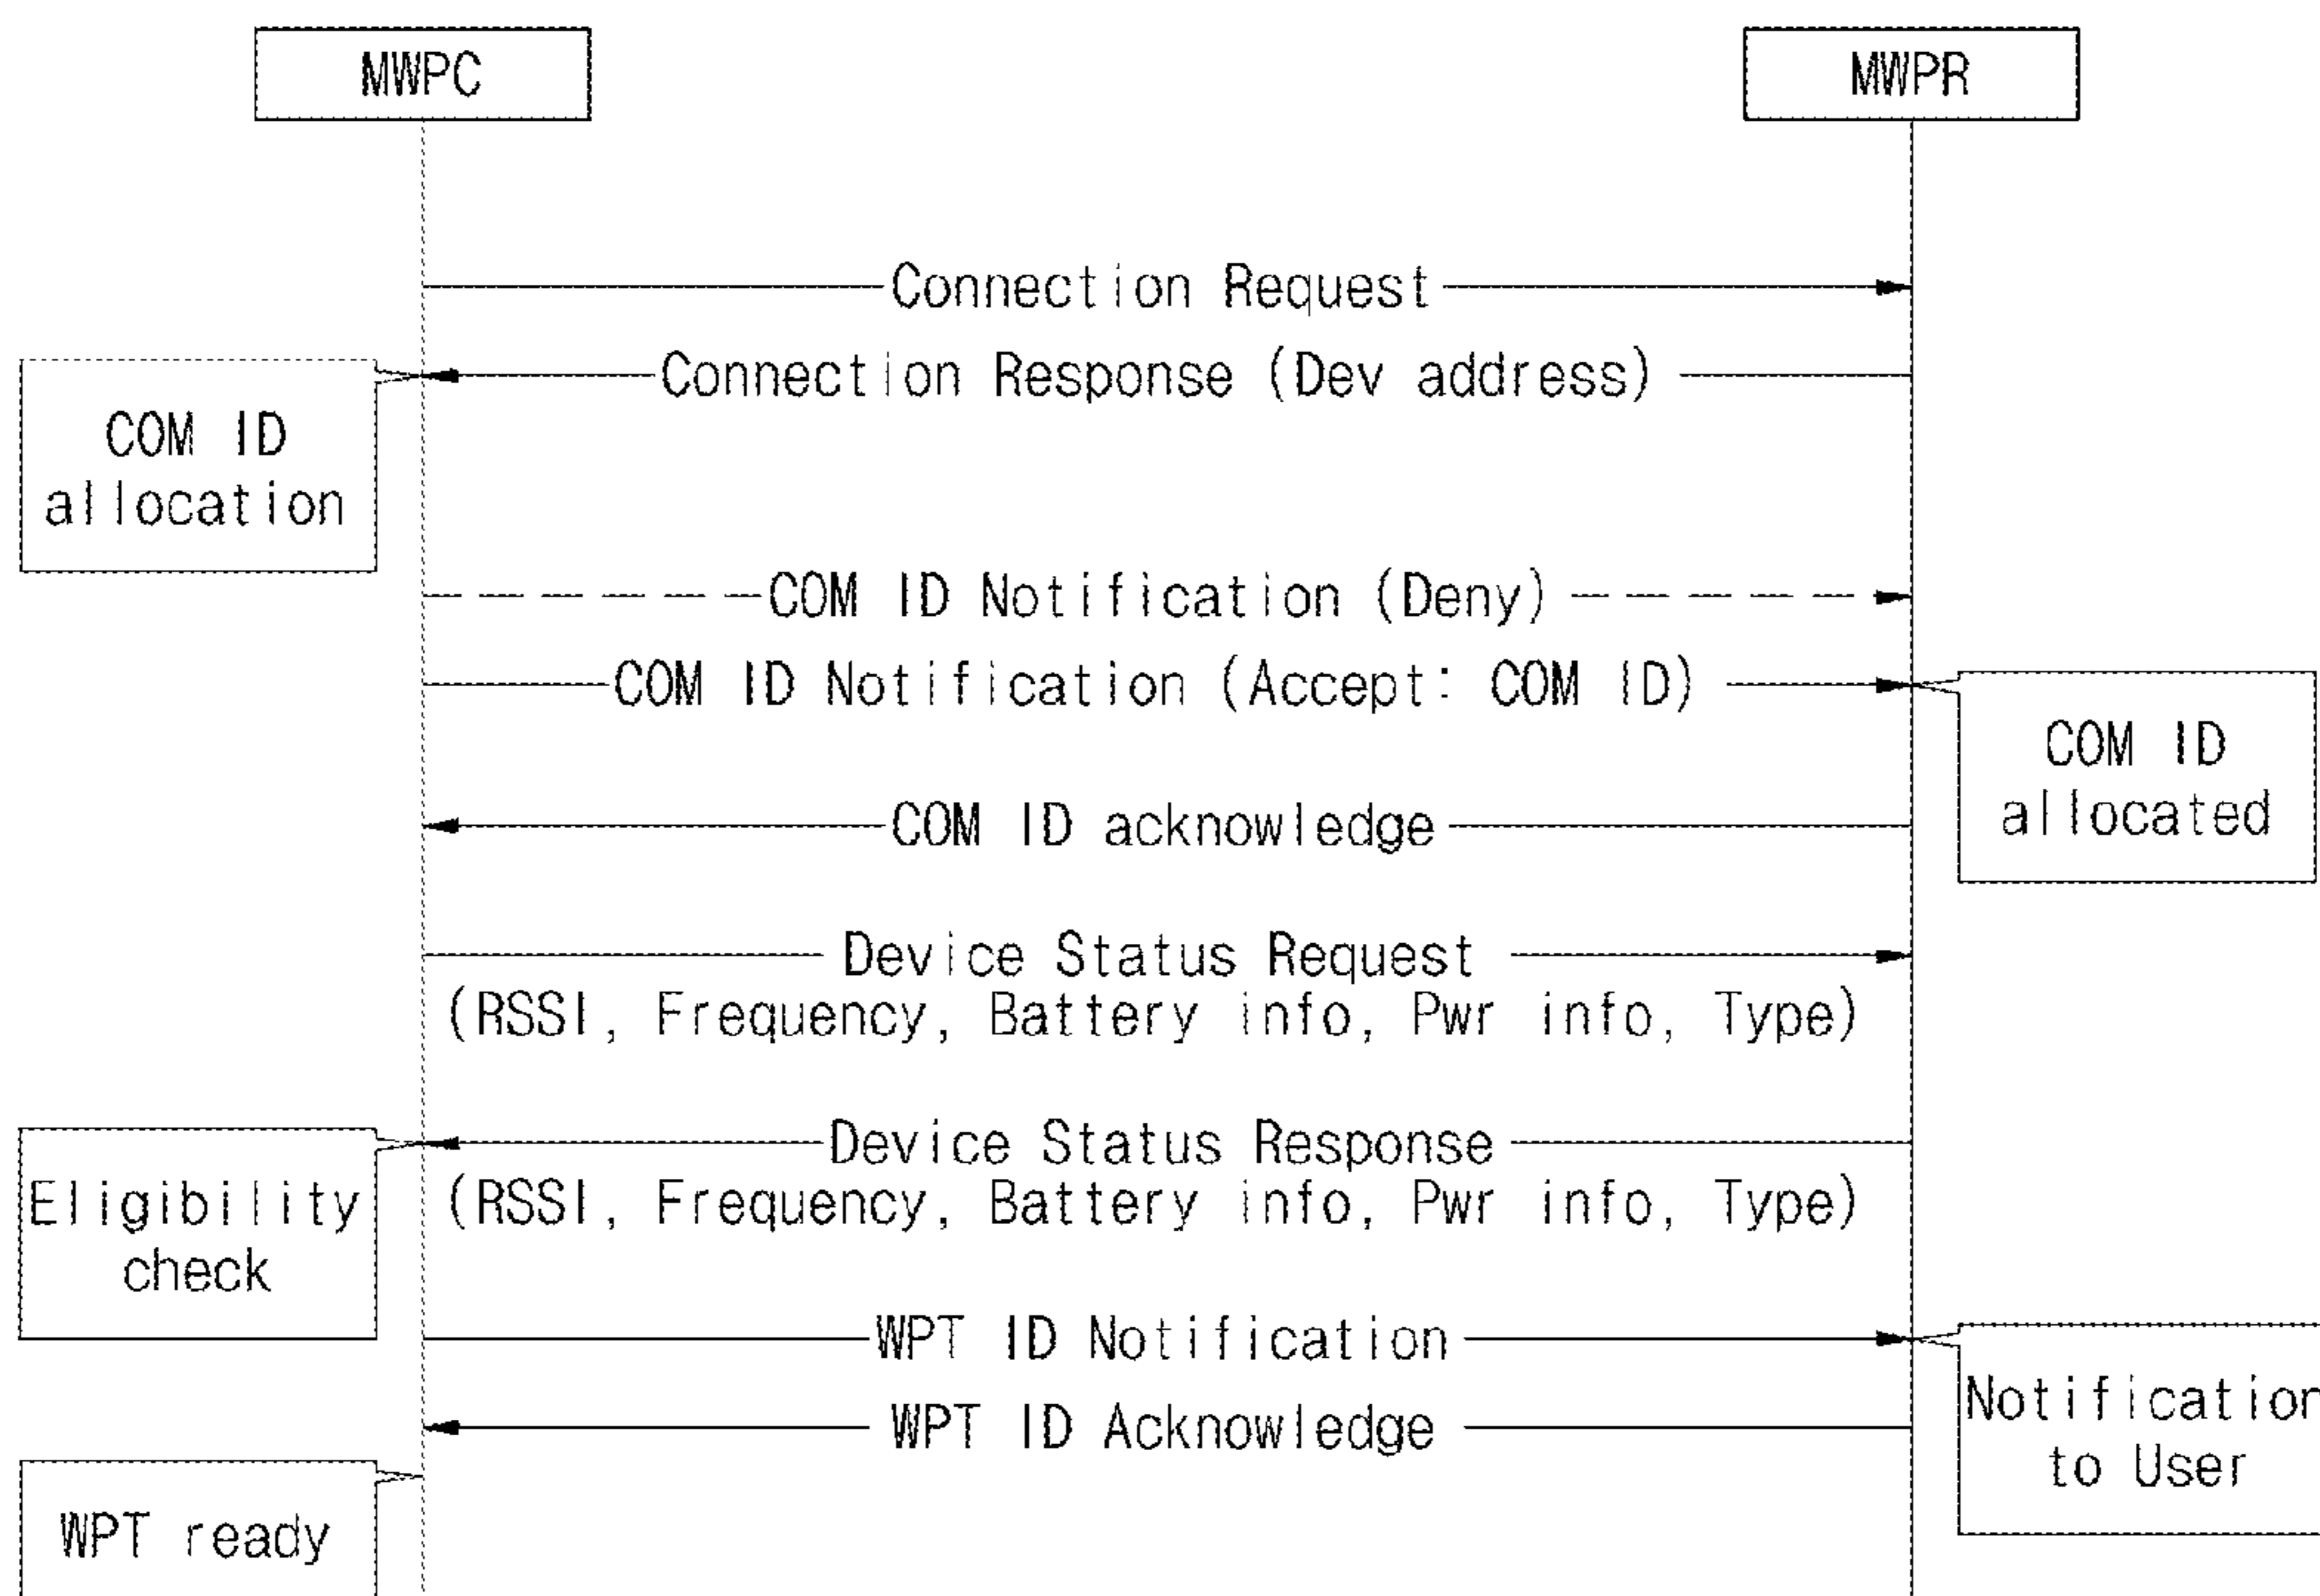 MWPC
MWPR
Connection Request
Connection Response (Dev address)
COM ID
allocation
COM ID Notification (Deny)
COM ID Notification (Accept: COM ID)
COM ID
allocated
COM ID acknowledge
Device Status Request
(RSSI, Frequency, Battery info, Pwr info, Type)
Device Status Response
(RSSI, Frequency, Battery info, Pwr info, Type)
Eligibility
check
WPT ID Notification
WPT ID Acknowledge
Notification
to User
WPT ready